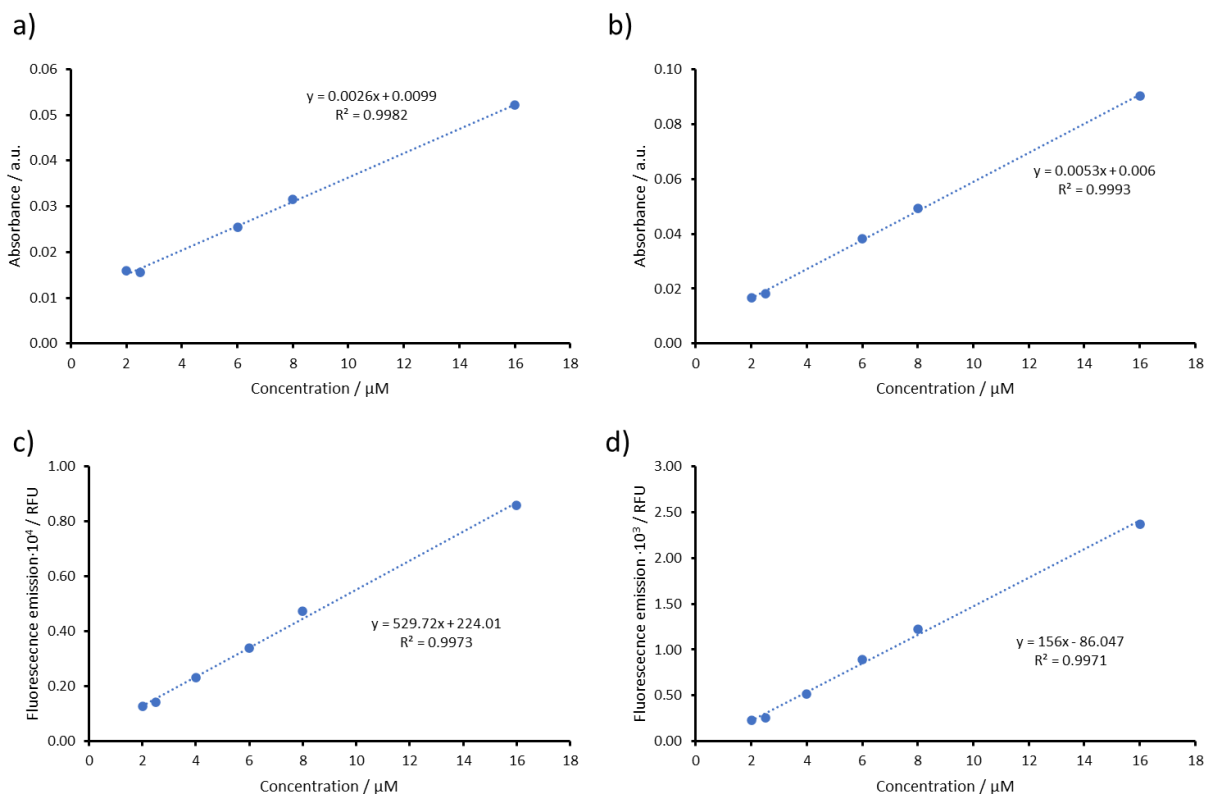 a)
0.06
0.05
0.04
0.03
0.02
0.01
0.00
Absorbance / a.u.
y = 0.0026x + 0.0099
R² = 0.9982
0 2 4 6 8 10 12 14 16 18
Concentration / µM
b)
0.10
0.08
0.06
0.04
0.02
0.00
Absorbance / a.u.
y = 0.0053x + 0.006
R² = 0.9993
0 2 4 6 8 10 12 14 16 18
Concentration / µM
c)
1.00
0.80
0.60
0.40
0.20
0.00
Fluorescecnce emission·10⁴ / RFU
y = 529.72x + 224.01
R² = 0.9973
0 2 4 6 8 10 12 14 16 18
Concentration / µM
d)
3.00
2.50
2.00
1.50
1.00
0.50
0.00
Fluorescecnce emission ·10³ / RFU
y = 156x - 86.047
R² = 0.9971
0 2 4 6 8 10 12 14 16 18
Concentration / µM